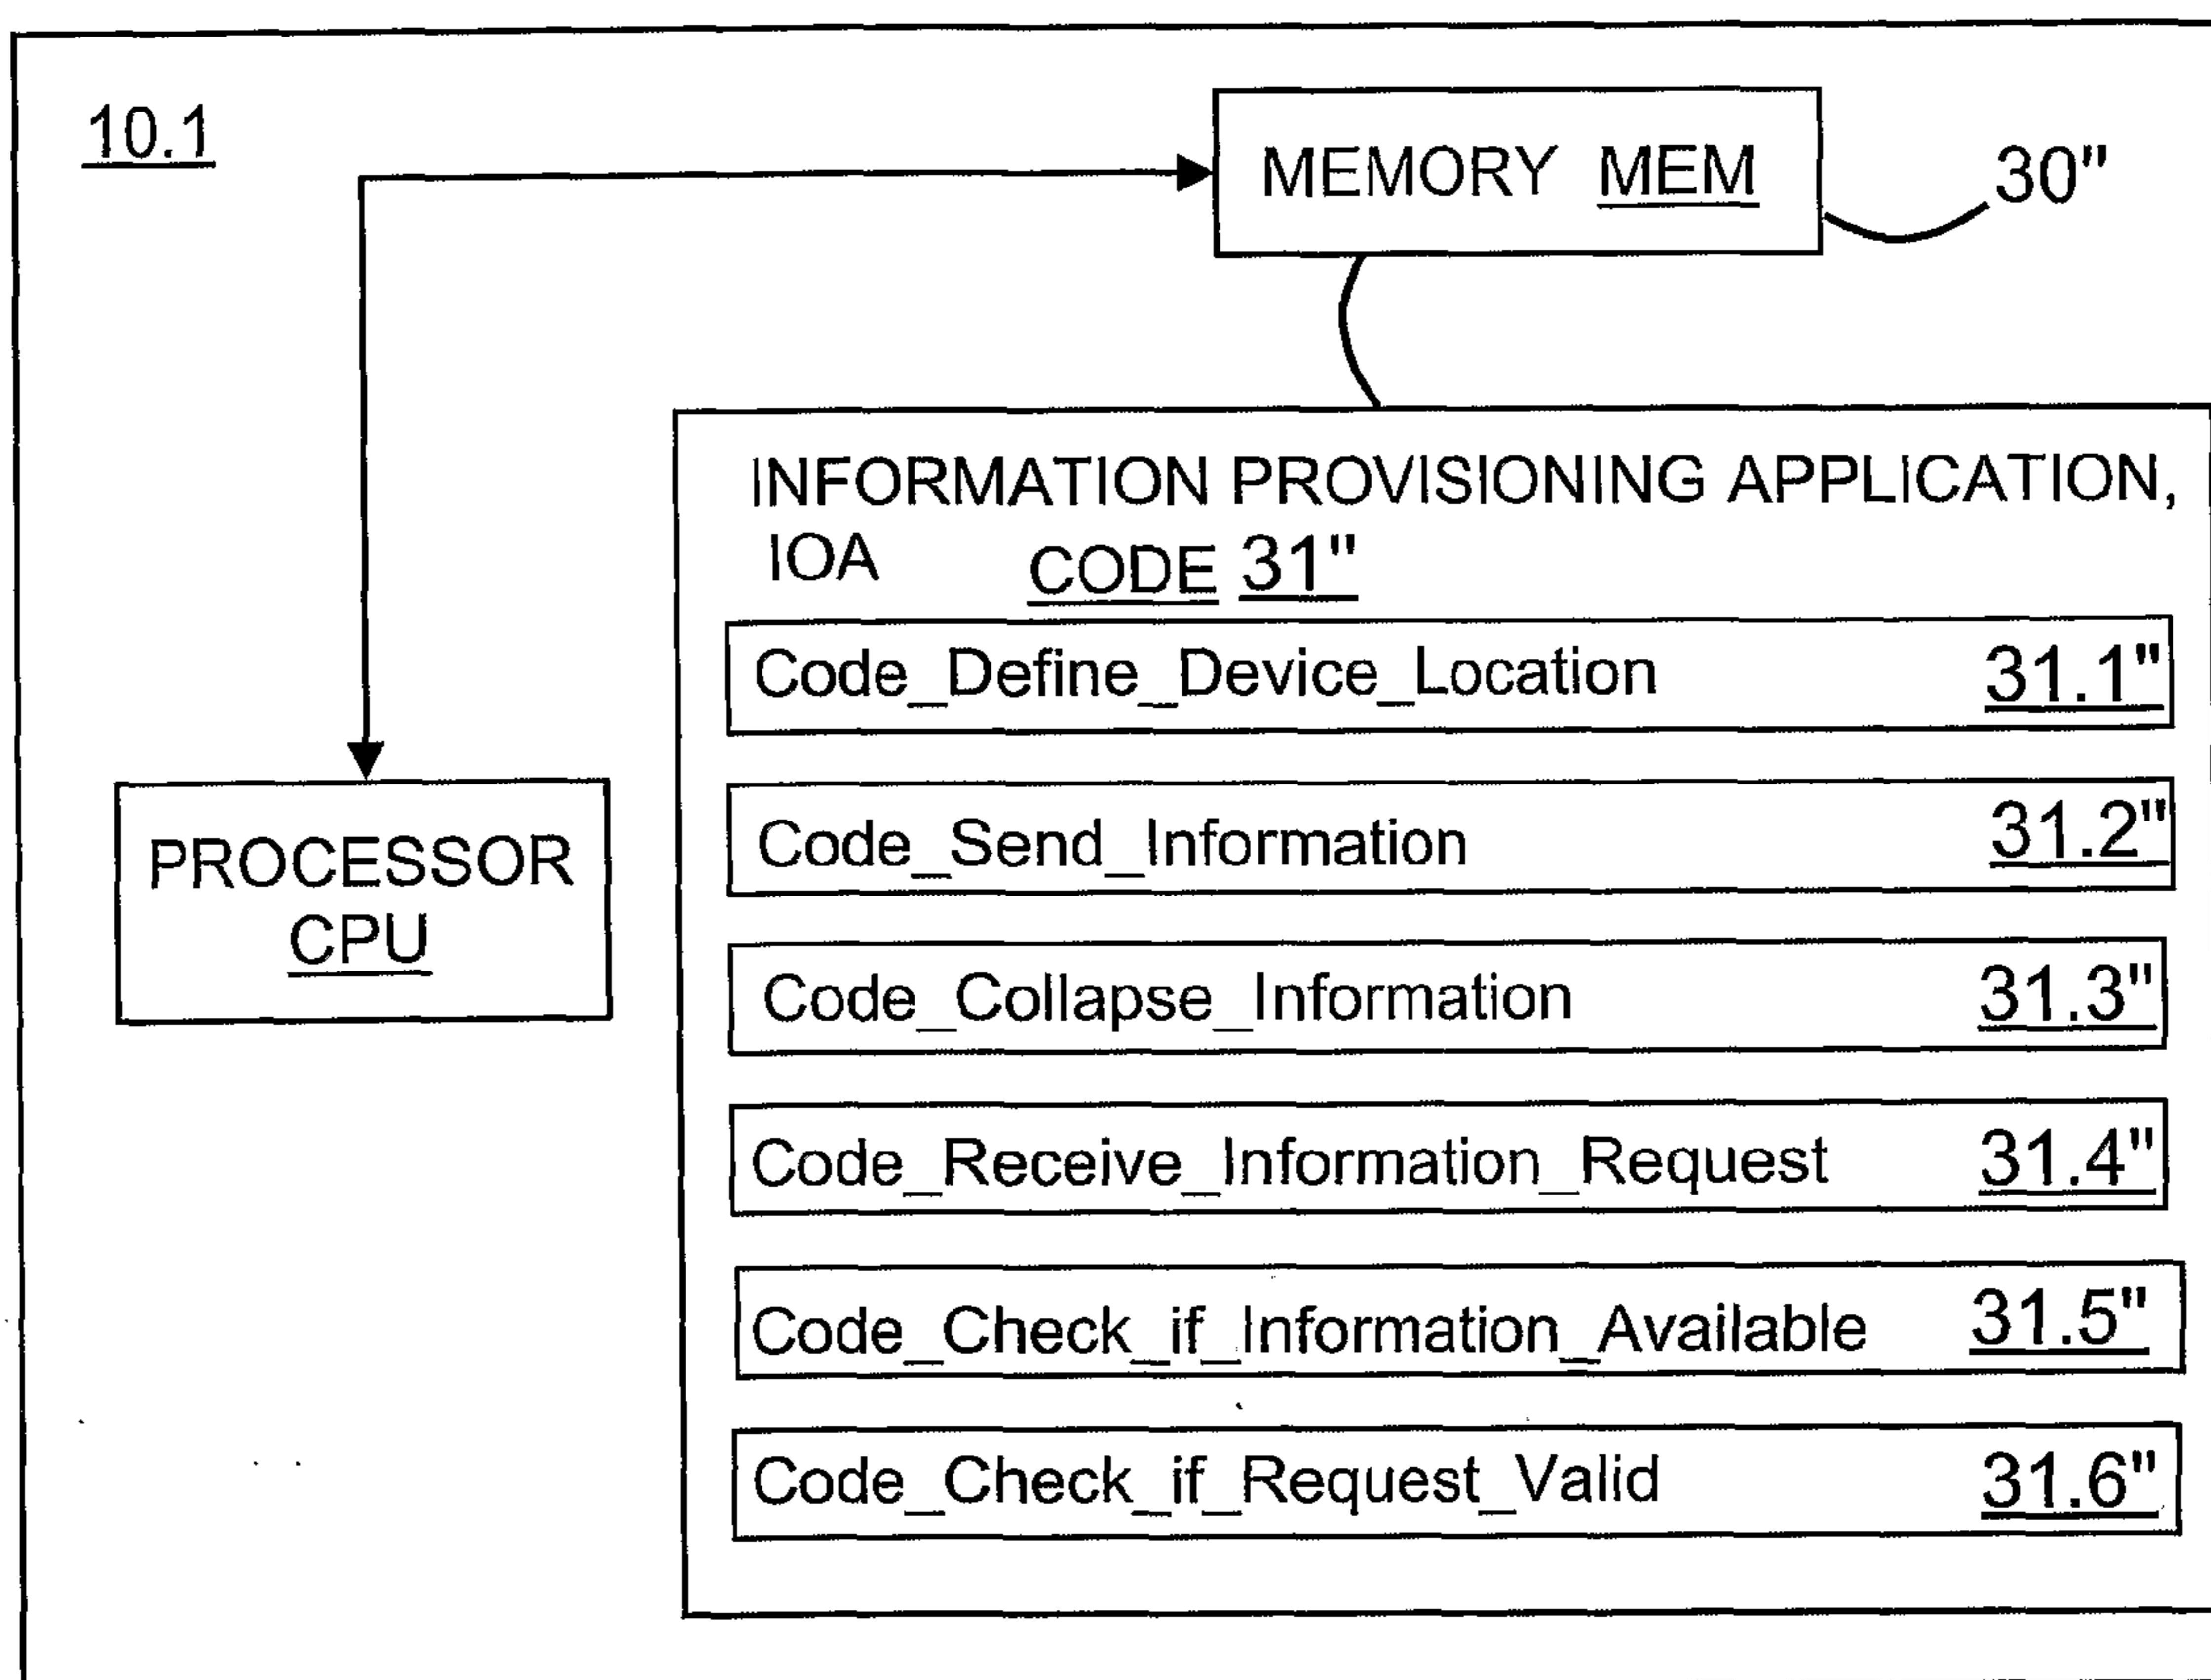 10.1
MEMORY MEM
30"
INFORMATION PROVISIONING APPLICATION,
IOA CODE 31"
Code_Define_Device_Location 31.1"
Code_Send_Information 31.2"
PROCESSOR
CPU
Code_Collapse_Information 31.3"
Code_Receive_Information_Request 31.4"
Code_Check_if_Information_Available 31.5"
Code_Check_if_Request_Valid 31.6"